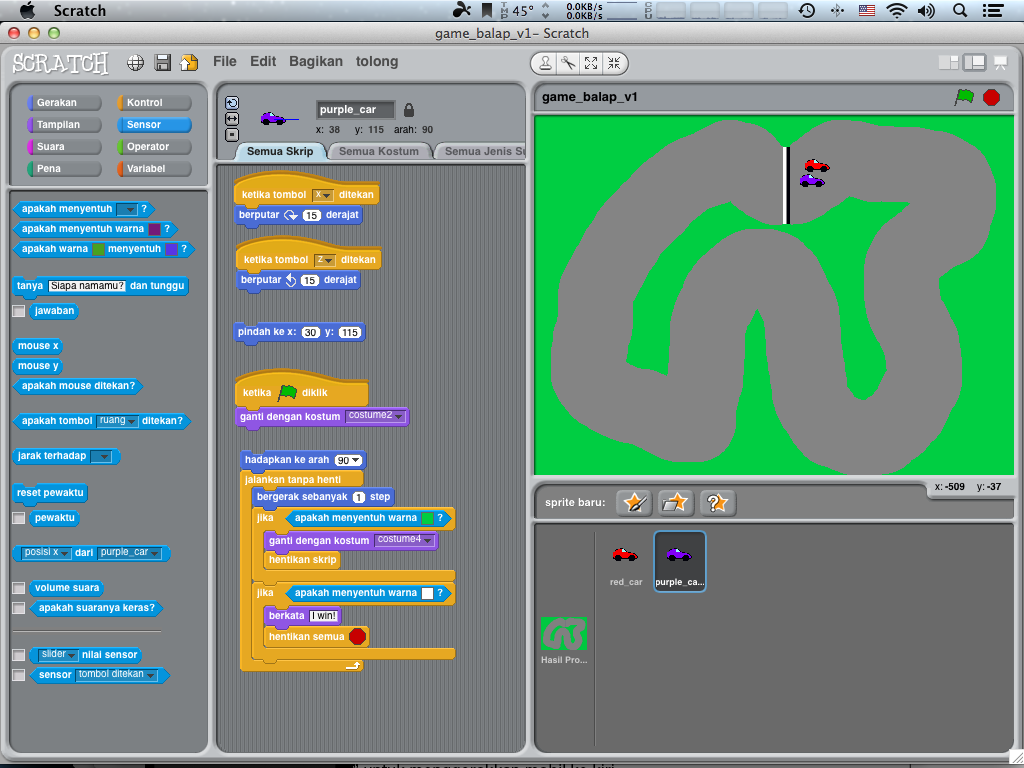 Scratch
45°
0.0KB/s
0.0KB/s
game_balap_v1– Scratch
SCRATCH
File Edit Bagikan tolong
Gerakan
Kontrol
Tampilan
Sensor
Suara
Operator
Pena
Variabel
apakah menyentuh ?
apakah menyentuh warna ?
apakah warna menyentuh ?
tanya Siapa namamu? dan tunggu
jawaban
mouse x
mouse y
apakah mouse ditekan?
apakah tombol ruang ditekan?
jarak terhadap
reset pewaktu
pewaktu
posisi x dari purple_car
volume suara
apakah suaranya keras?
slider nilai sensor
sensor tombol ditekan
purple_car
x: 38 y: 115 arah: 90
Semua Skrip
Semua Kostum
Semua Jenis Su
ketika tombol x ditekan
berputar 15 derajat
ketika tombol z ditekan
berputar 15 derajat
pindah ke x: 30 y: 115
ketika diklik
ganti dengan kostum costume2
hadapkan ke arah 90
jalankan tanpa henti
bergerak sebanyak 1 step
jika apakah menyentuh warna ?
ganti dengan kostum costume4
hentikan skrip
jika apakah menyentuh warna ?
berkata I win!
hentikan semua
game_balap_v1
x: -509 y: -37
sprite baru:
red_car
purple_ca...
Hasil Pro...